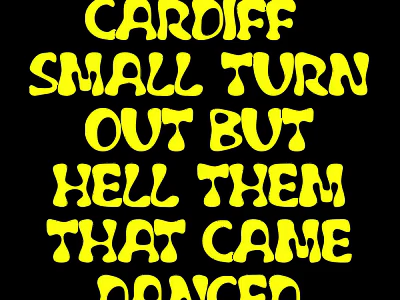 CARDIFF
SMALL TURN
OUT BUT
HELL THEM
THAT CAME
DANCED